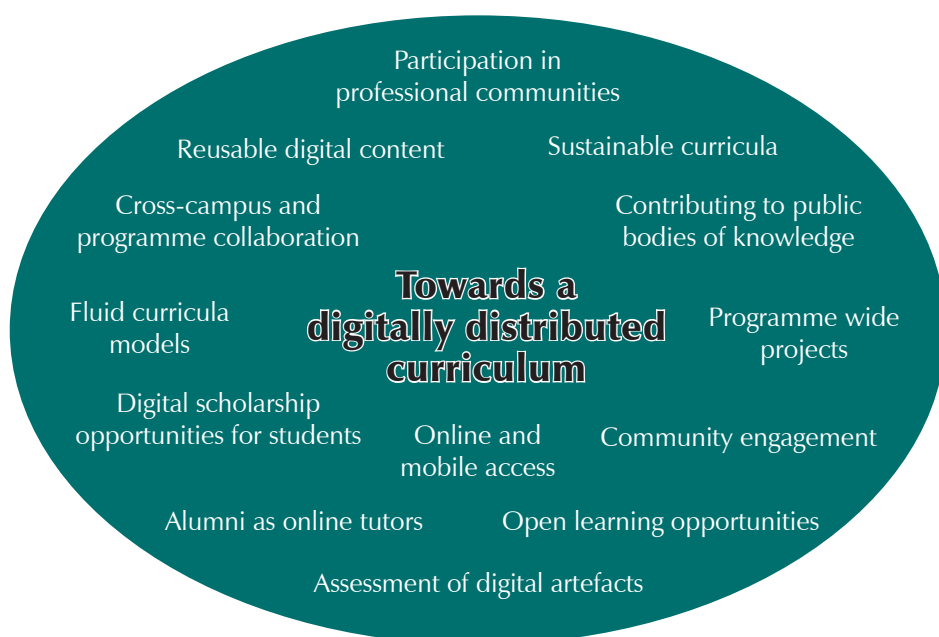 Participation in
professional communities
Reusable digital content
Sustainable curricula
Cross-campus and
programme collaboration
Contributing to public
bodies of knowledge
Towards a
digitally distributed
curriculum
Fluid curricula
models
Programme wide
projects
Digital scholarship
opportunities for students
Online and
mobile access
Community engagement
Alumni as online tutors
Open learning opportunities
Assessment of digital artefacts